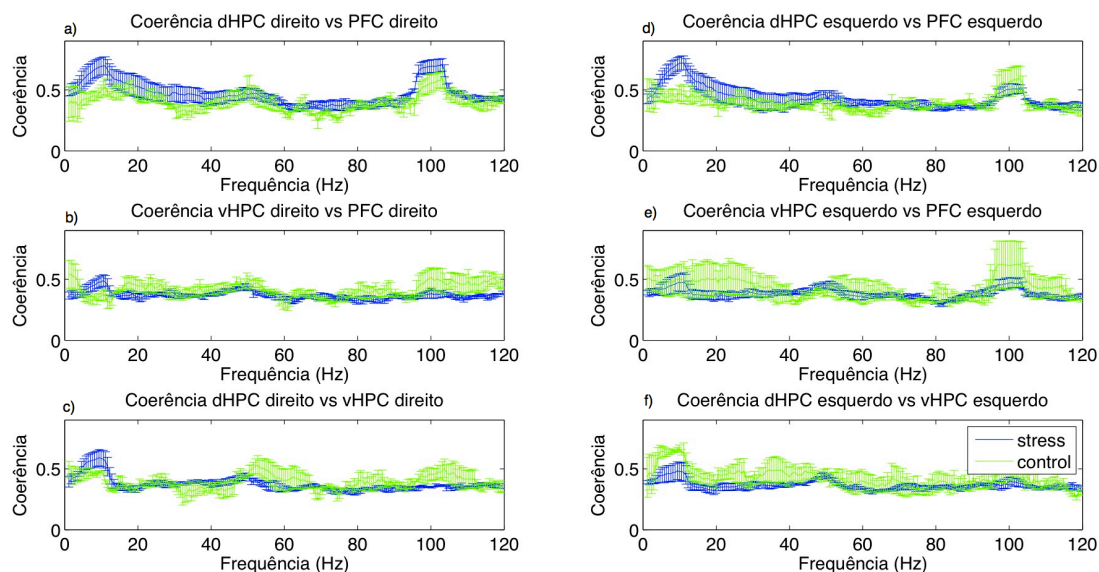 a) Coerência dHPC direito vs PFC direito
Coerência
0.5
0
0 20 40 60 80 100 120
Frequência (Hz)
b) Coerência vHPC direito vs PFC direito
Coerência
0.5
0
0 20 40 60 80 100 120
Frequência (Hz)
c) Coerência dHPC direito vs vHPC direito
Coerência
0.5
0
0 20 40 60 80 100 120
Frequência (Hz)
d) Coerência dHPC esquerdo vs PFC esquerdo
Coerência
0.5
0
0 20 40 60 80 100 120
Frequência (Hz)
e) Coerência vHPC esquerdo vs PFC esquerdo
Coerência
0.5
0
0 20 40 60 80 100 120
Frequência (Hz)
f) Coerência dHPC esquerdo vs vHPC esquerdo
Coerência
0.5
0
stress
control
0 20 40 60 80 100 120
Frequência (Hz)